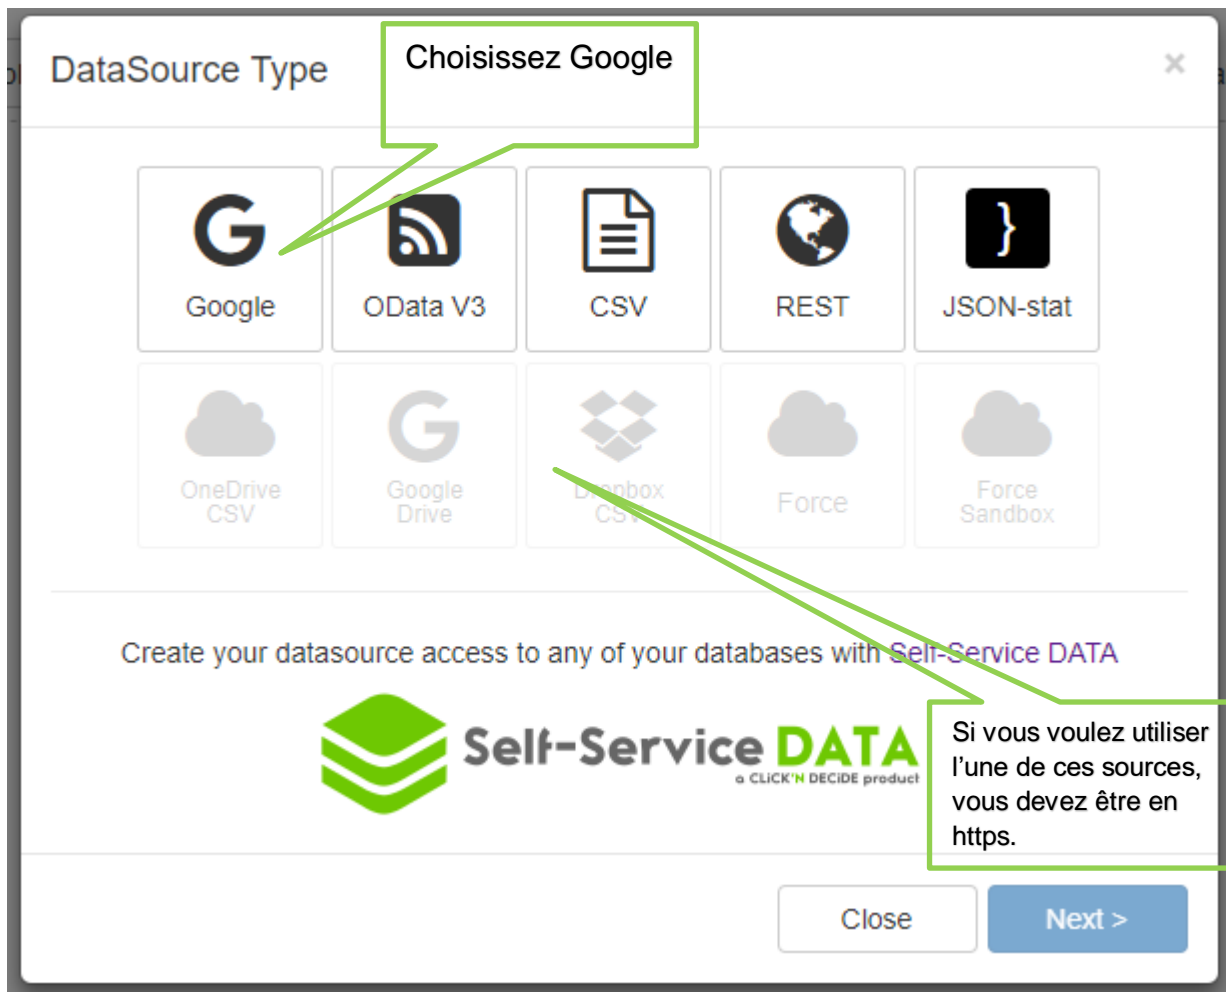 DataSource Type
Choisissez Google
×
Google
OData V3
CSV
REST
}
JSON-stat
OneDrive
CSV
Google
Drive
Dropbox
CSV
Force
Force
Sandbox
Create your datasource access to any of your databases with Self-Service DATA
Self-Service DATA
a CLiCK'N DECiDE product
Si vous voulez utiliser
l’une de ces sources,
vous devez être en
https.
Close
Next >